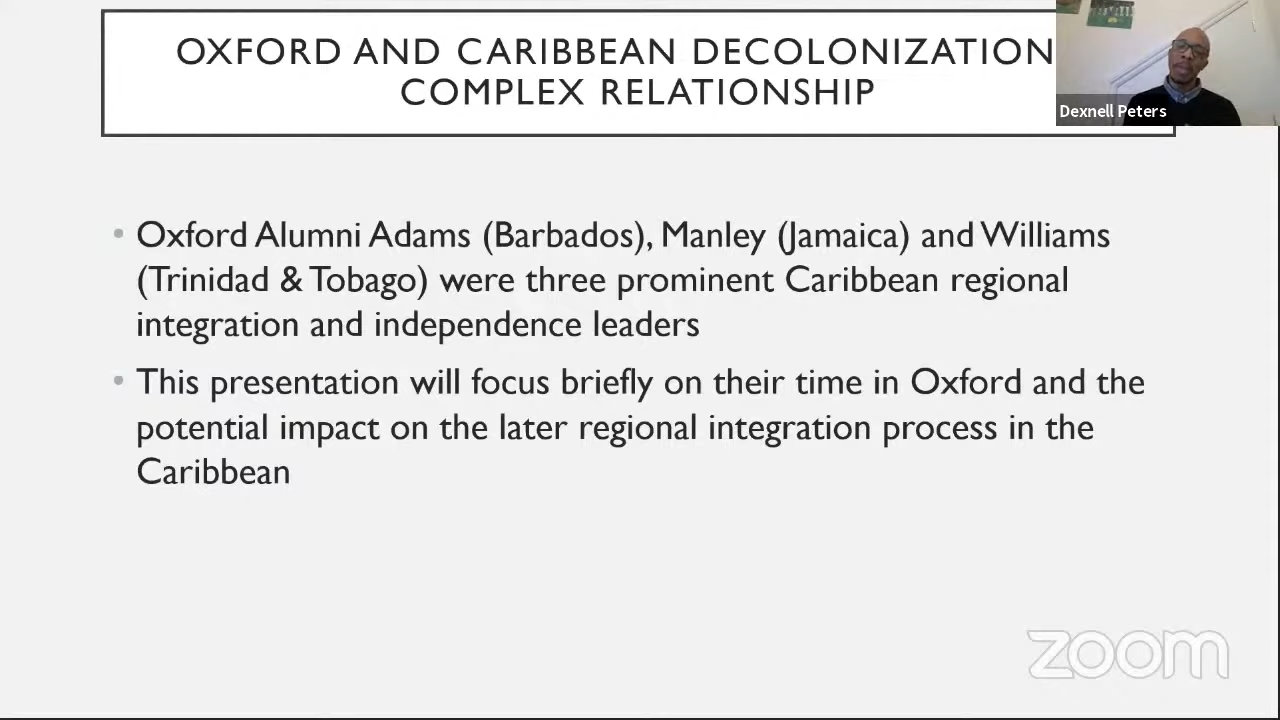 OXFORD AND CARIBBEAN DECOLONIZATION
COMPLEX RELATIONSHIP
Dexnell Peters
• Oxford Alumni Adams (Barbados), Manley (Jamaica) and Williams
(Trinidad & Tobago) were three prominent Caribbean regional
integration and independence leaders
• This presentation will focus briefly on their time in Oxford and the
potential impact on the later regional integration process in the
Caribbean
zoom